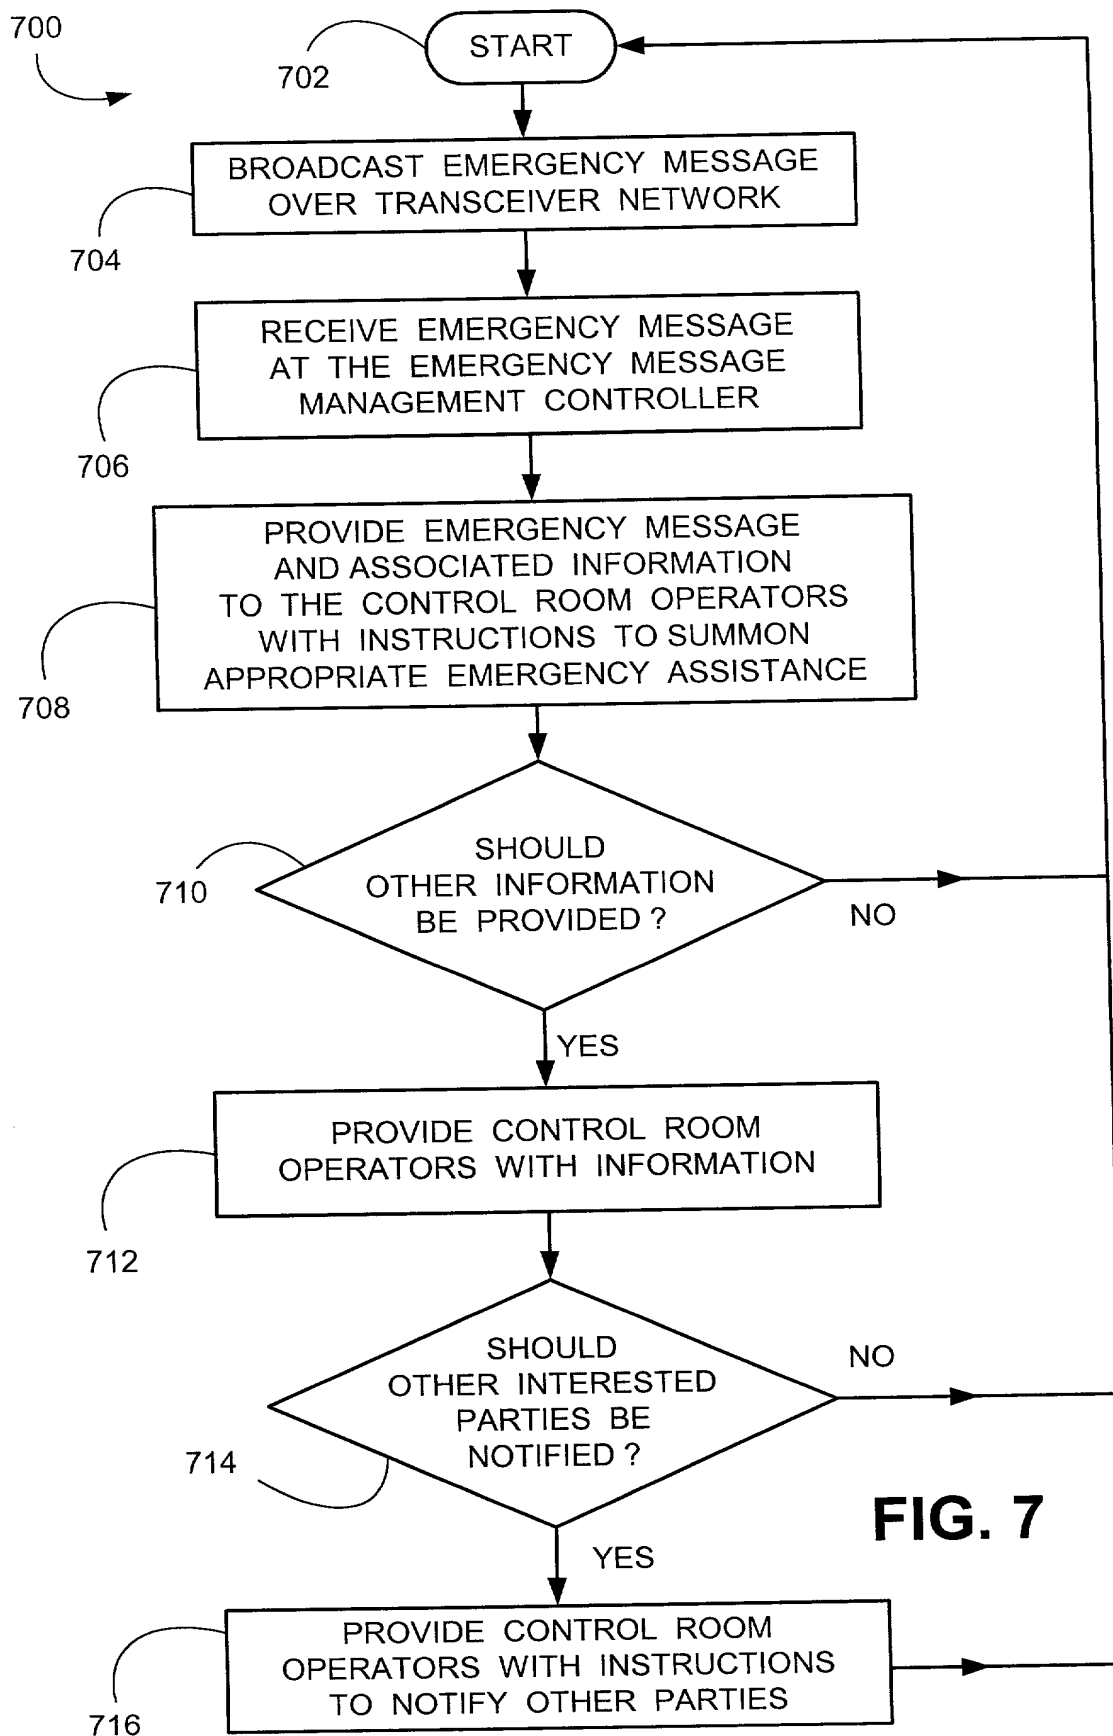 700
702
START
BROADCAST EMERGENCY MESSAGE
OVER TRANSCEIVER NETWORK
704
RECEIVE EMERGENCY MESSAGE
AT THE EMERGENCY MESSAGE
MANAGEMENT CONTROLLER
706
PROVIDE EMERGENCY MESSAGE
AND ASSOCIATED INFORMATION
TO THE CONTROL ROOM OPERATORS
WITH INSTRUCTIONS TO SUMMON
APPROPRIATE EMERGENCY ASSISTANCE
708
SHOULD
OTHER INFORMATION
BE PROVIDED ?
710
NO
YES
PROVIDE CONTROL ROOM
OPERATORS WITH INFORMATION
712
SHOULD
OTHER INTERESTED
PARTIES BE
NOTIFIED ?
NO
714
FIG. 7
YES
PROVIDE CONTROL ROOM
OPERATORS WITH INSTRUCTIONS
TO NOTIFY OTHER PARTIES
716